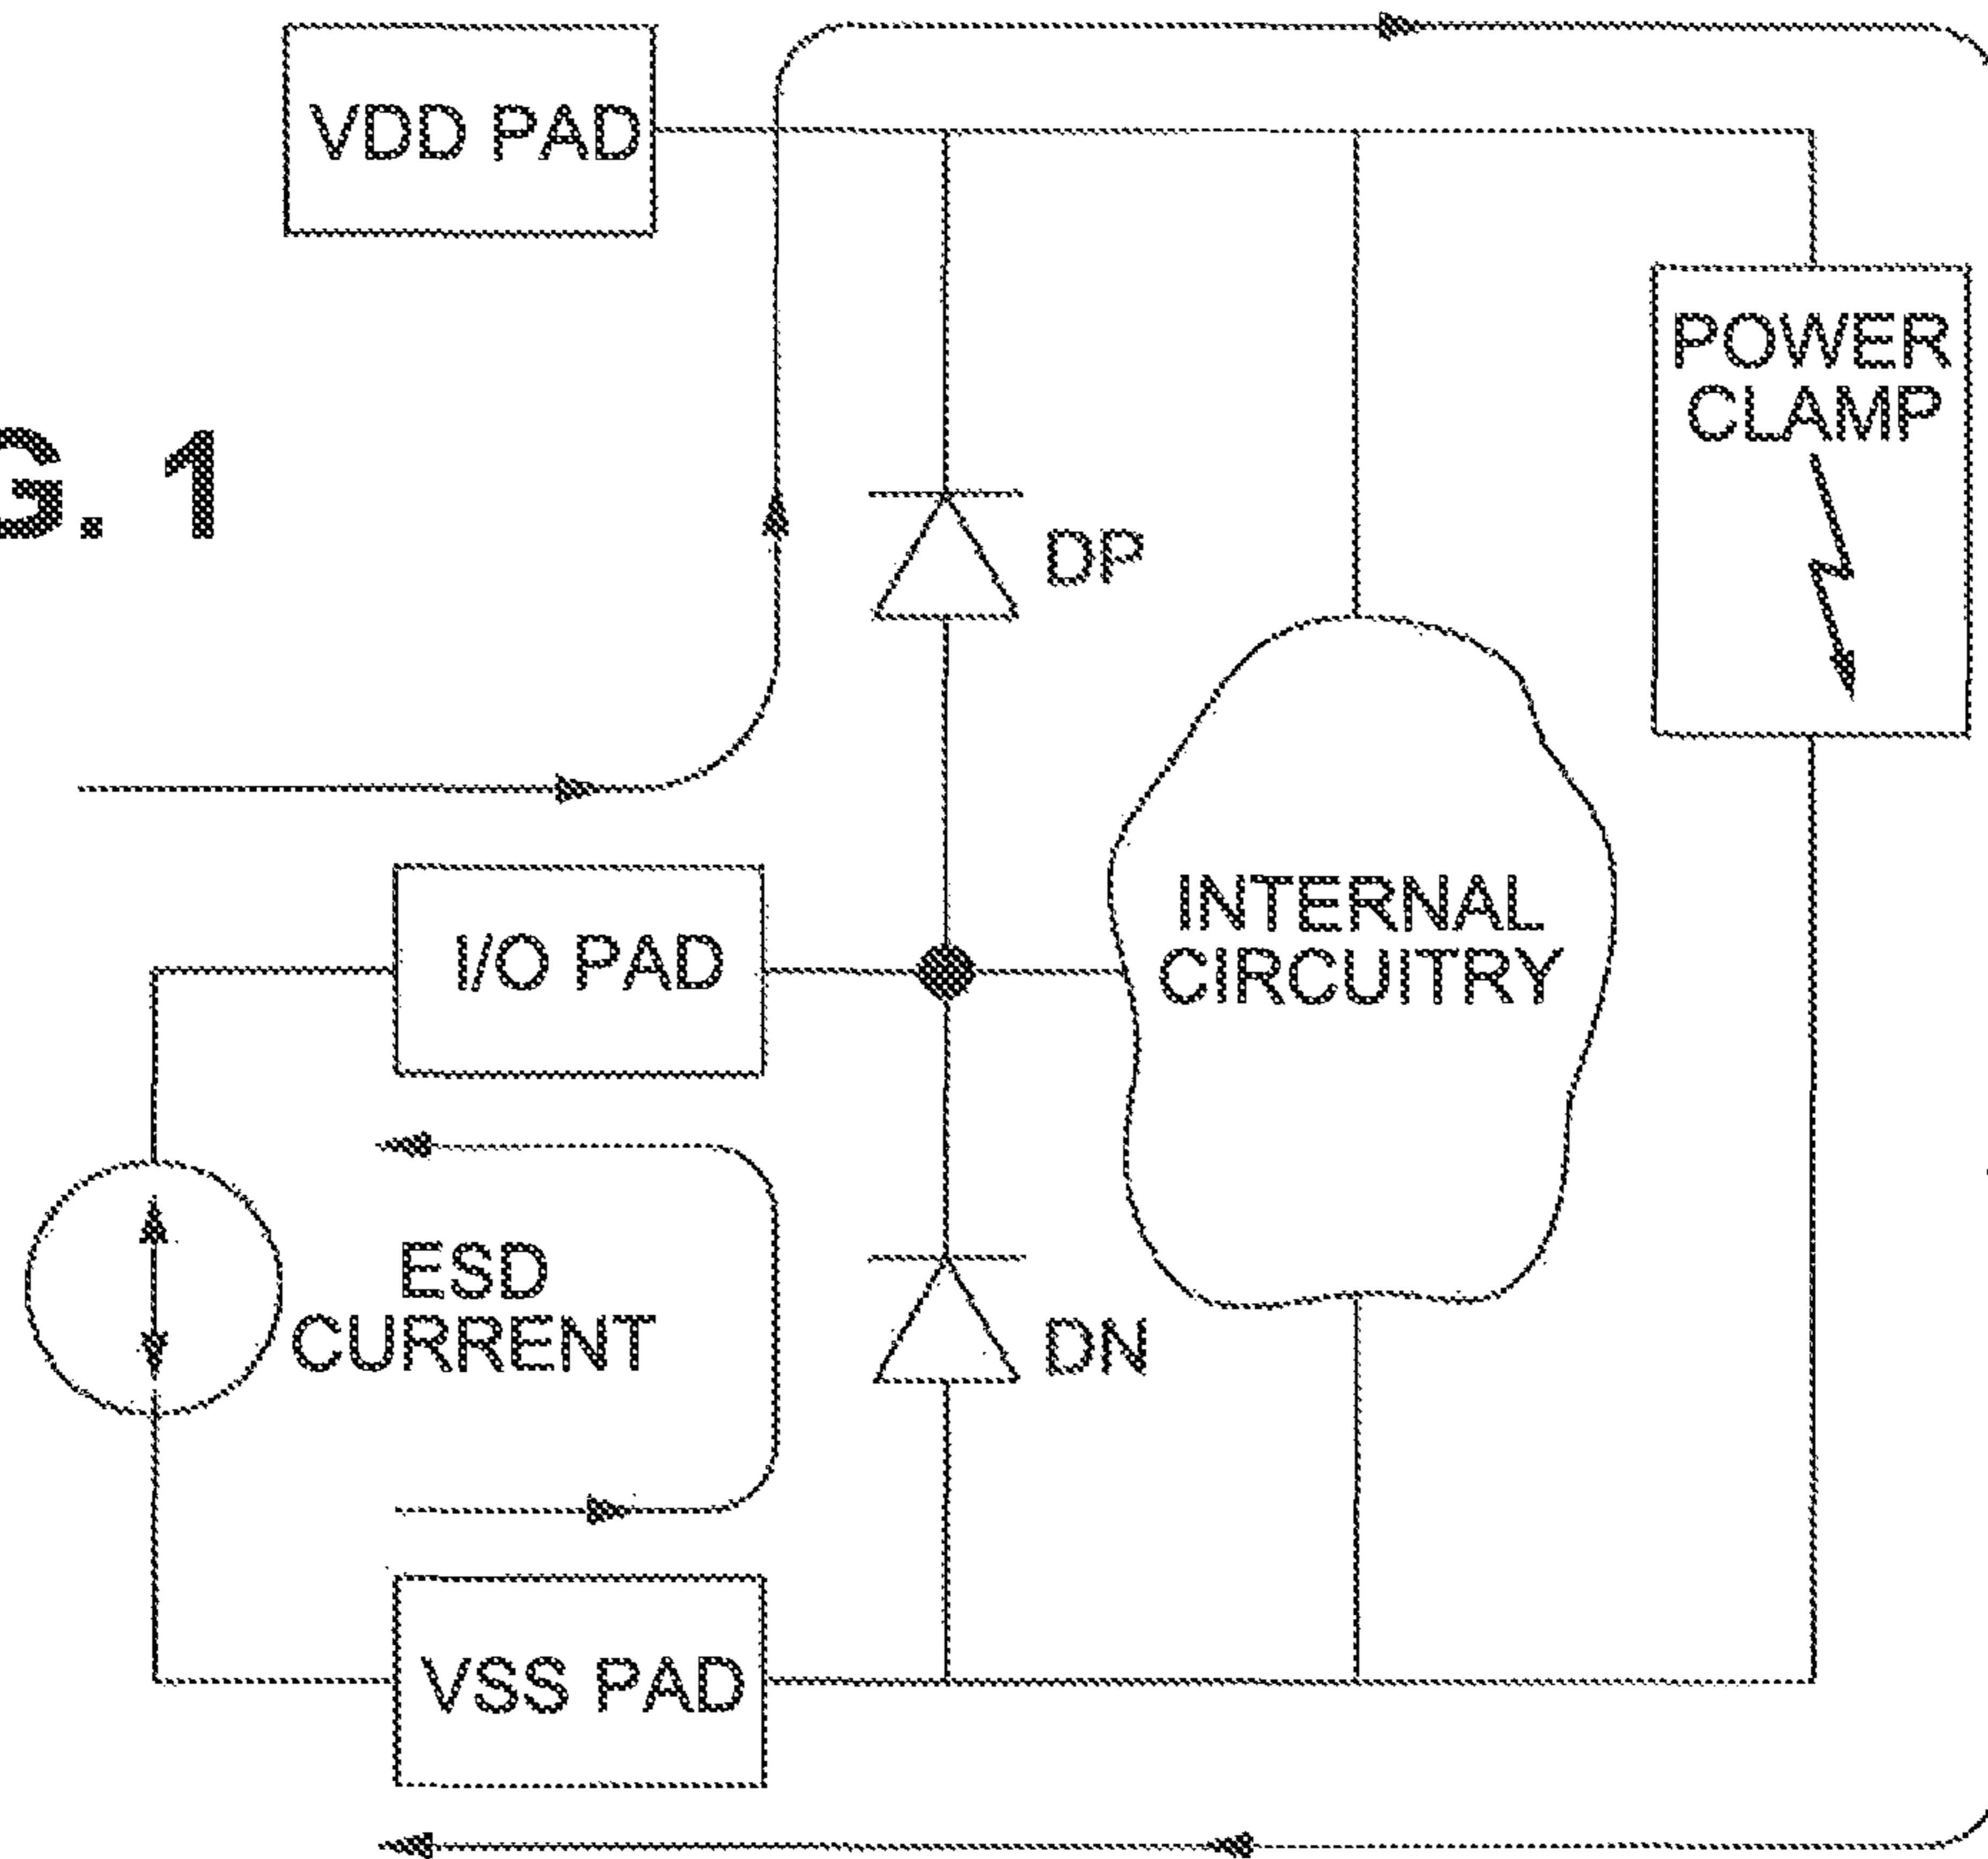 VDD PAD
POWER
CLAMP
G. 1
DP
INTERNAL
CIRCUITRY
I/O PAD
ESD
CURRENT
DN
VSS PAD